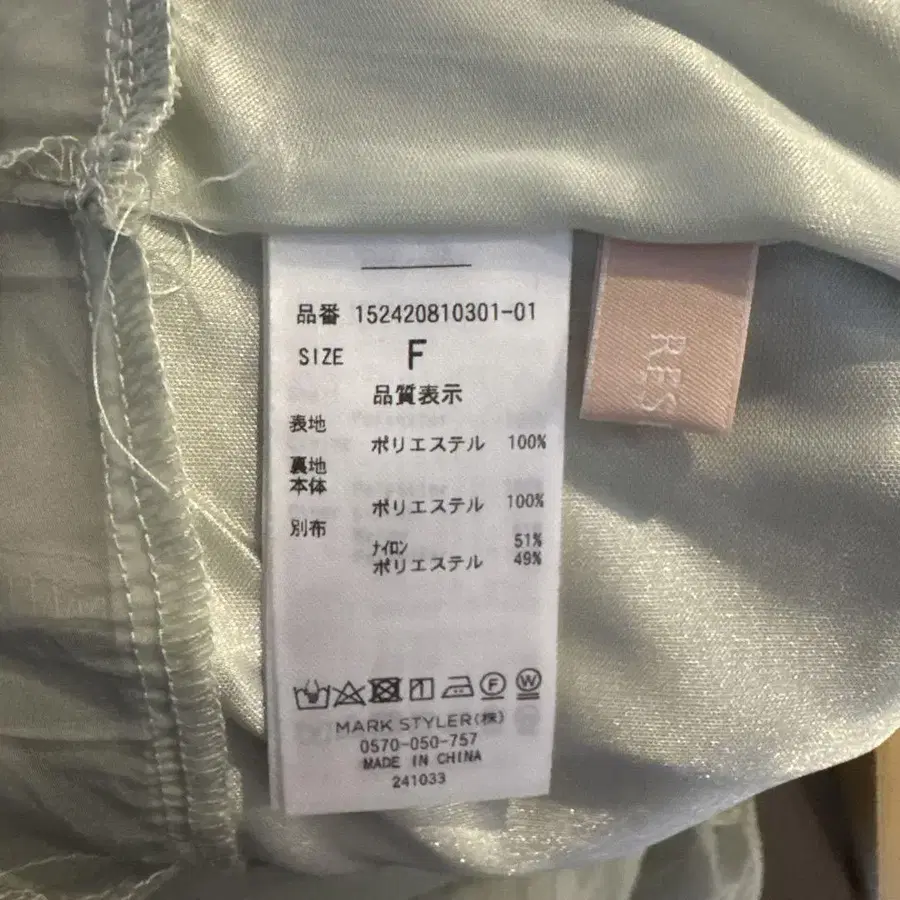 品番 152420810301-01
SIZE F
品質表示
表地
ポリエステル 100%
裏地
本体
ポリエステル 100%
別布
ナイロン 51%
ポリエステル 49%
MARK STYLER(株)
0570-050-757
MADE IN CHINA
241033
RES